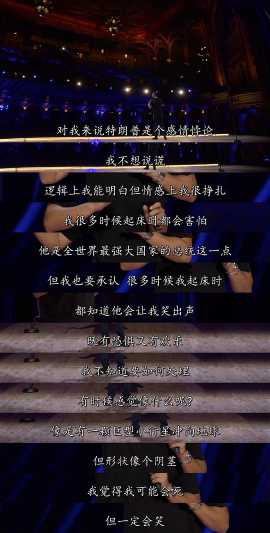 对我来说特朗普是个感情悖论
我不想说谎
逻辑上我能明白但情感上我很挣扎
我很多时候起床时都会害怕
他是全世界最强大国家的总统这一点
但我也要承认 很多时候我起床时
都知道他会让我笑出声
既有恐惧又有欢乐
我不知道要如何处理
有时候感觉像什么呢?
像是有一颗巨型小行星冲向地球
但形状像个阴茎
我觉得我可能会死
但一定会笑